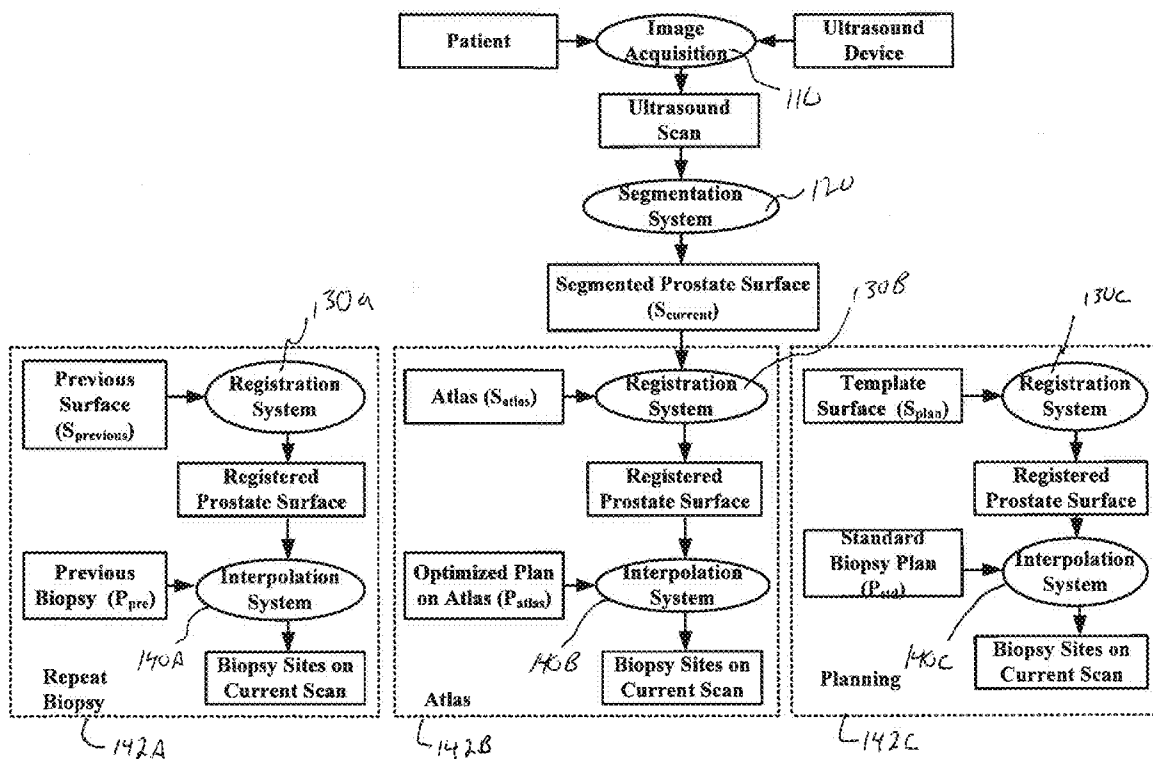 Patient
Image
Acquisition
Ultrasound
Device
110
Ultrasound
Scan
Segmentation
System
120
Segmented Prostate Surface
(Scurrent)
130a
130B
130C
Previous
Surface
(Sprevious)
Registration
System
Registered
Prostate Surface
Previous
Biopsy (Ppre)
Interpolation
System
140A
Biopsy Sites on
Current Scan
Repeat
Biopsy
142A
Atlas (Satlas)
Registration
System
Registered
Prostate Surface
Optimized Plan
on Atlas (Patlas)
Interpolation
System
140B
Biopsy Sites on
Current Scan
Atlas
142B
Template
Surface (Splan)
Registration
System
Registered
Prostate Surface
Standard
Biopsy Plan (Pstd)
Interpolation
System
140C
Biopsy Sites on
Current Scan
Planning
142C